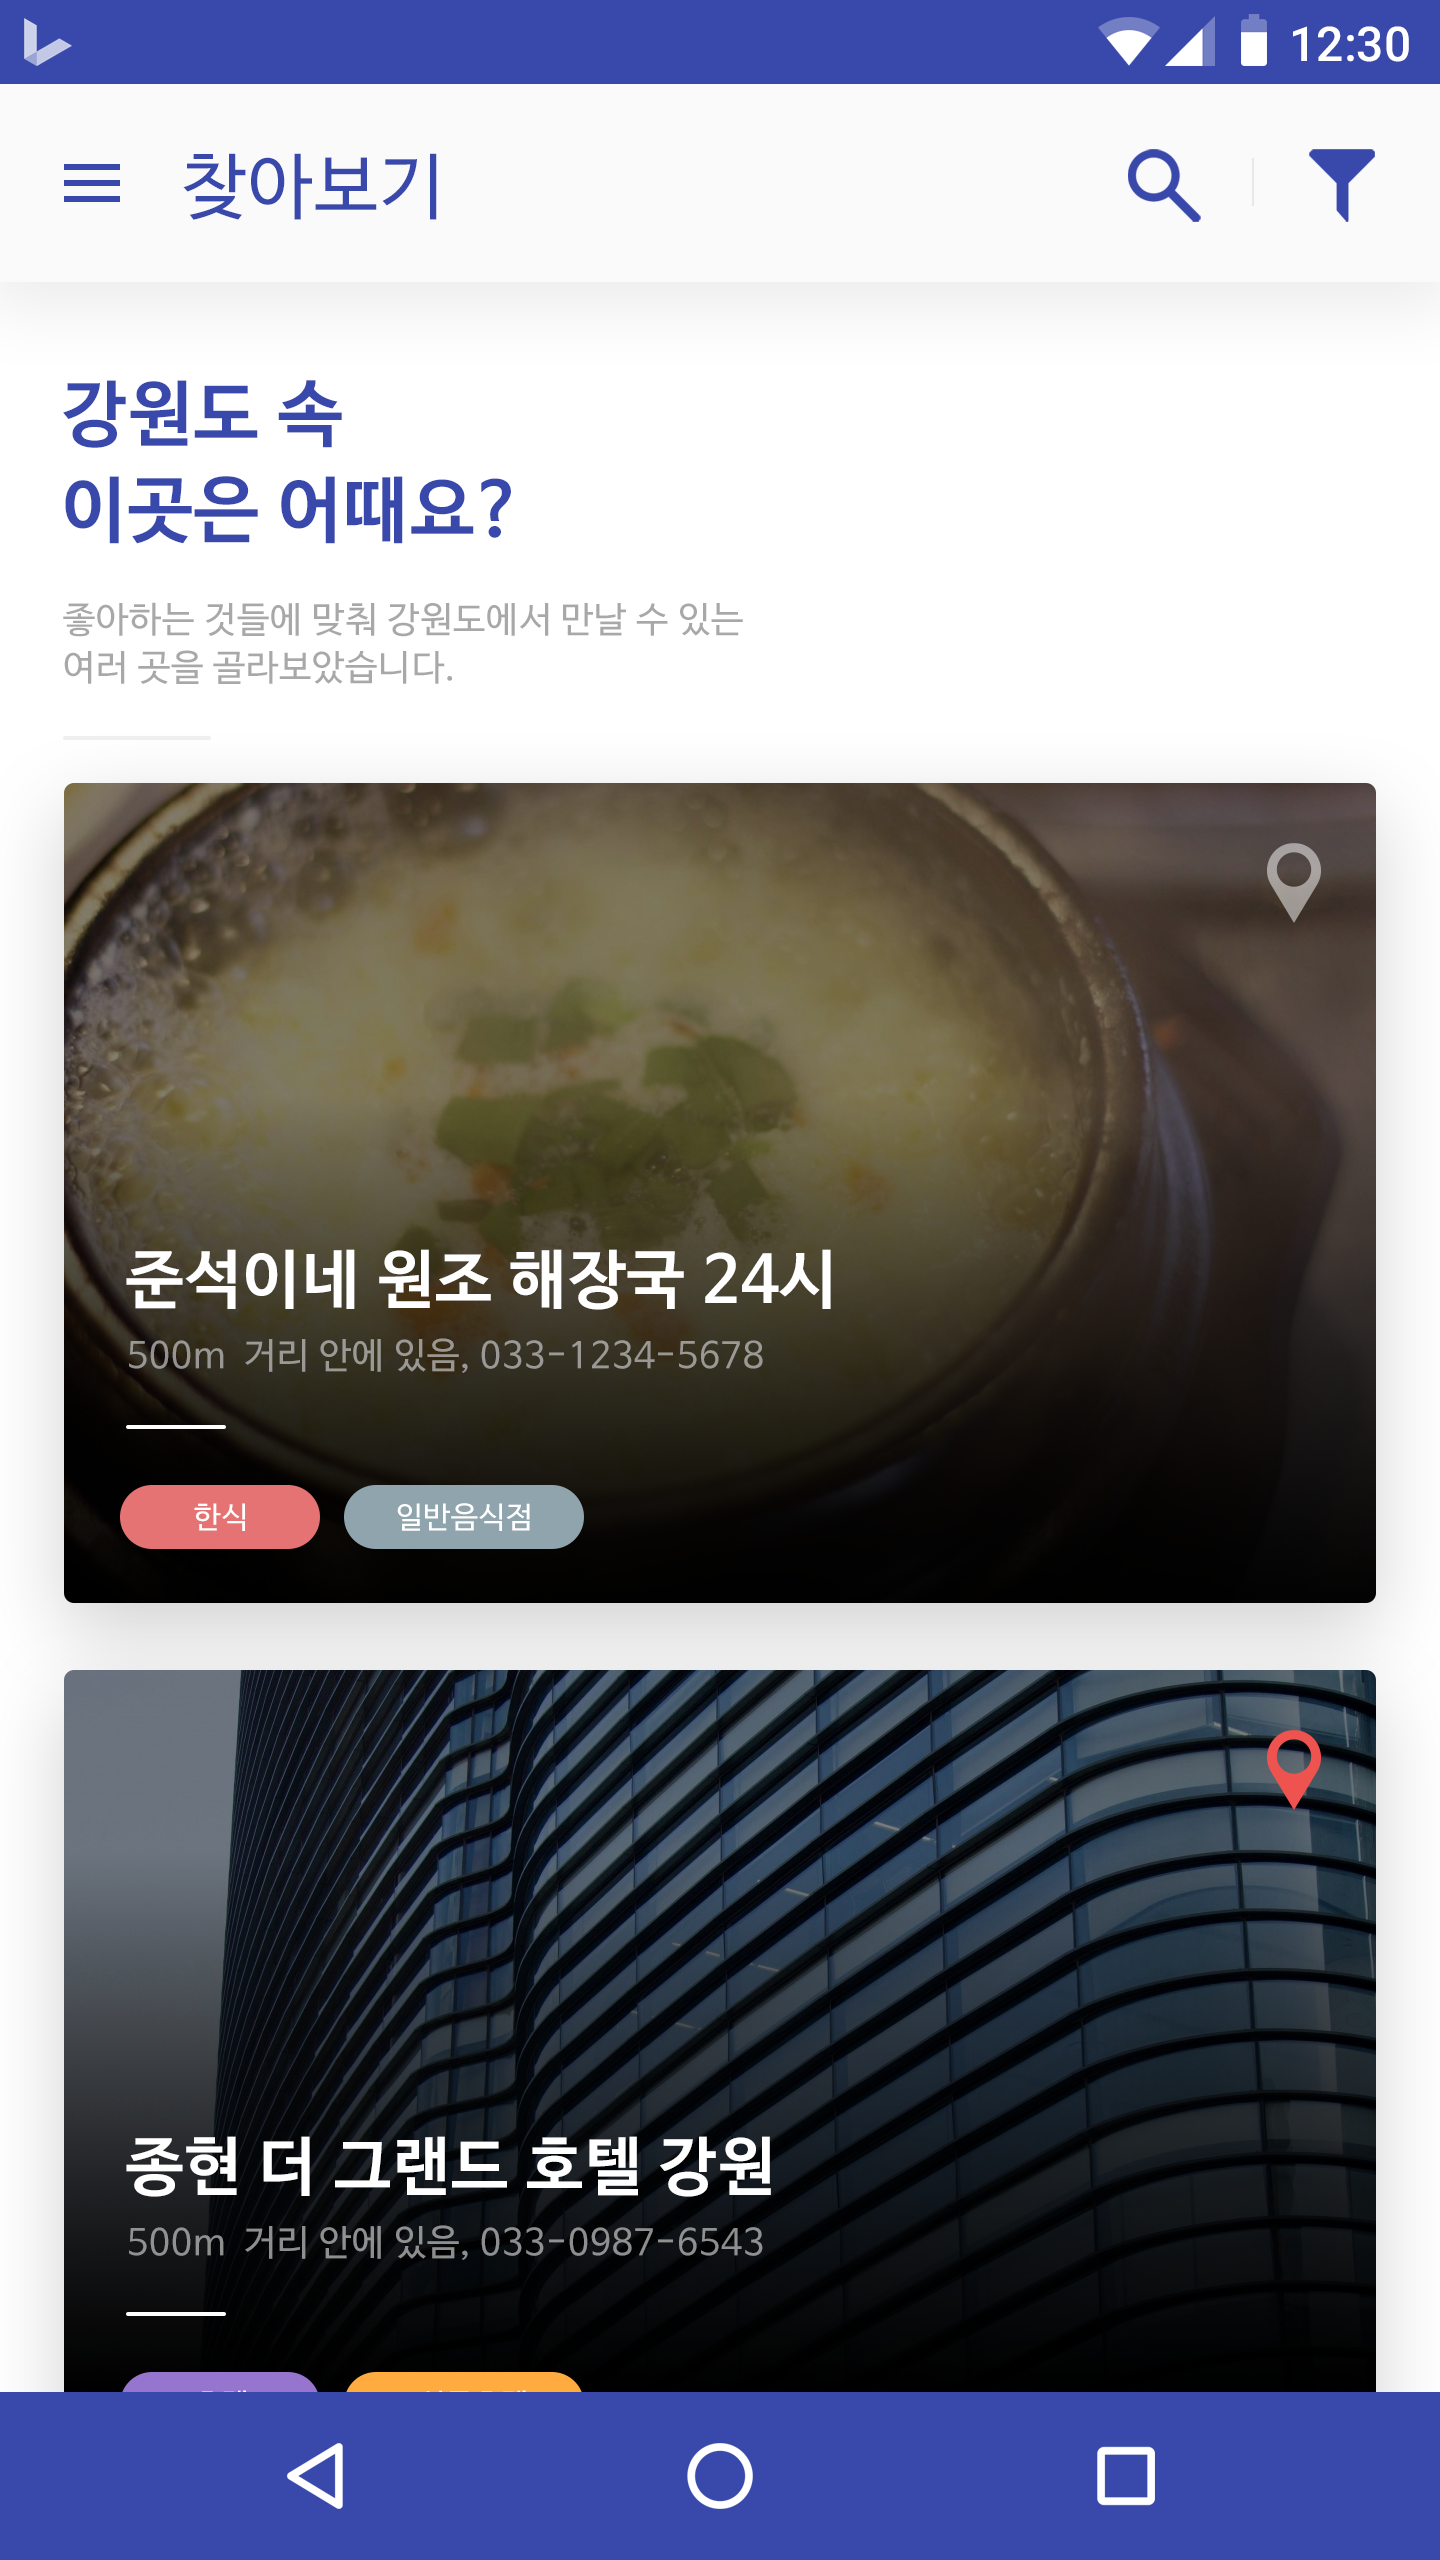 12:30
찾아보기
강원도 속
이곳은 어때요?
좋아하는 것들에 맞춰 강원도에서 만날 수 있는
여러 곳을 골라보았습니다.
준석이네 원조 해장국 24시
500m 거리 안에 있음, 033-1234-5678
한식 일반음식점
종현 더 그랜드 호텔 강원
500m 거리 안에 있음, 033-0987-6543